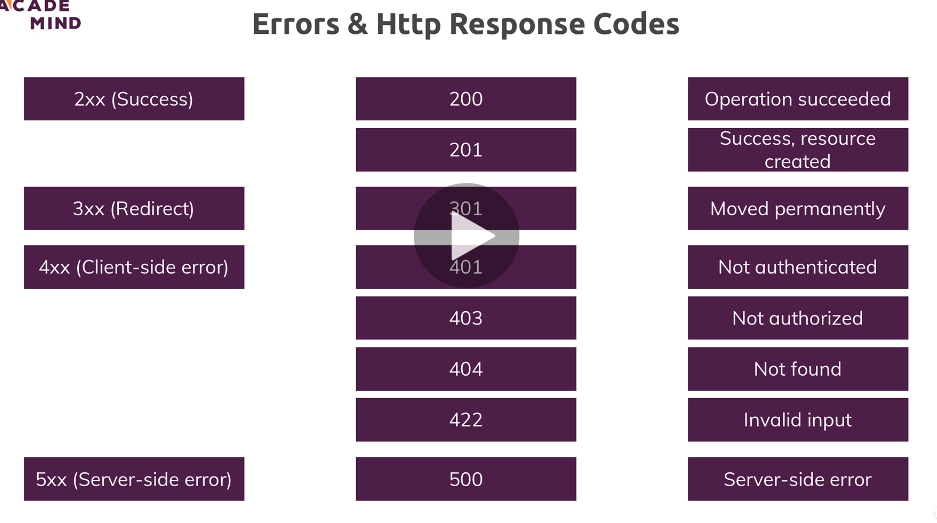 ACADE
MIND
Errors & Http Response Codes
2xx (Success)
200
Operation succeeded
201
Success, resource
created
3xx (Redirect)
301
Moved permanently
4xx (Client-side error)
401
Not authenticated
403
Not authorized
404
Not found
422
Invalid input
5xx (Server-side error)
500
Server-side error